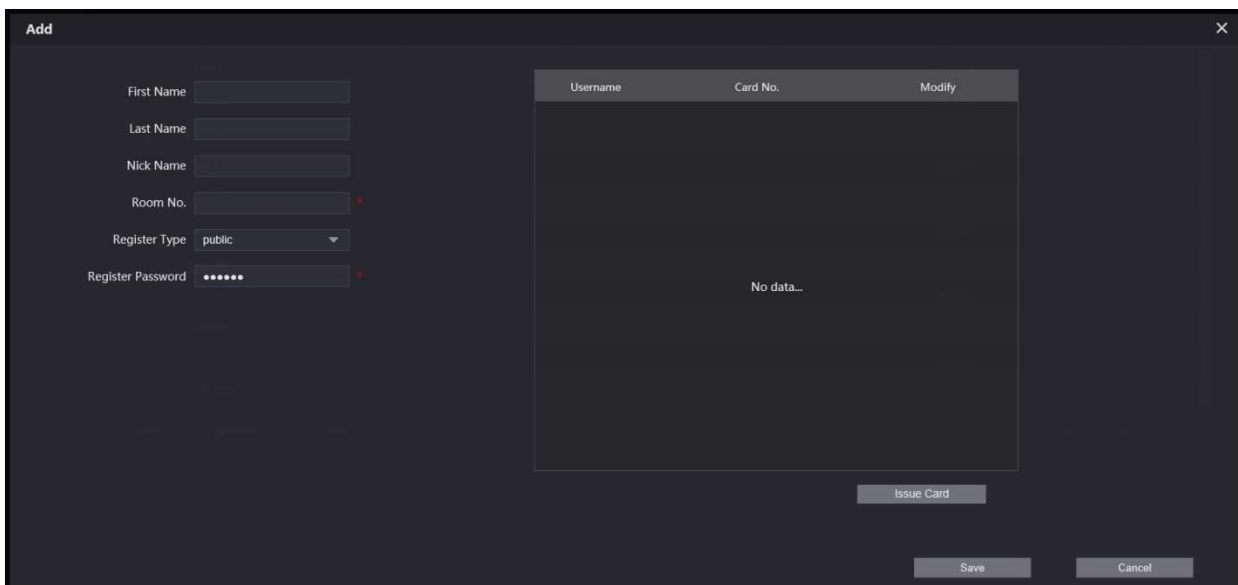 Add
First Name
Last Name
Nick Name
Room No. *
Register Type public
Register Password •••••• *
Username Card No. Modify
No data...
Issue Card
Save Cancel